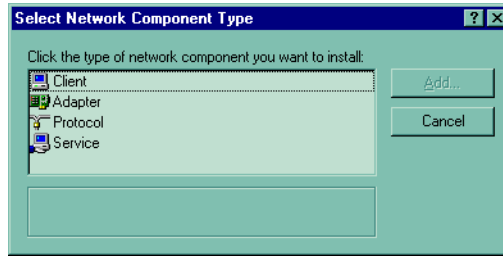 Select Network Component Type
Click the type of network component you want to install:
Client
Add...
Adapter
Protocol
Cancel
Service